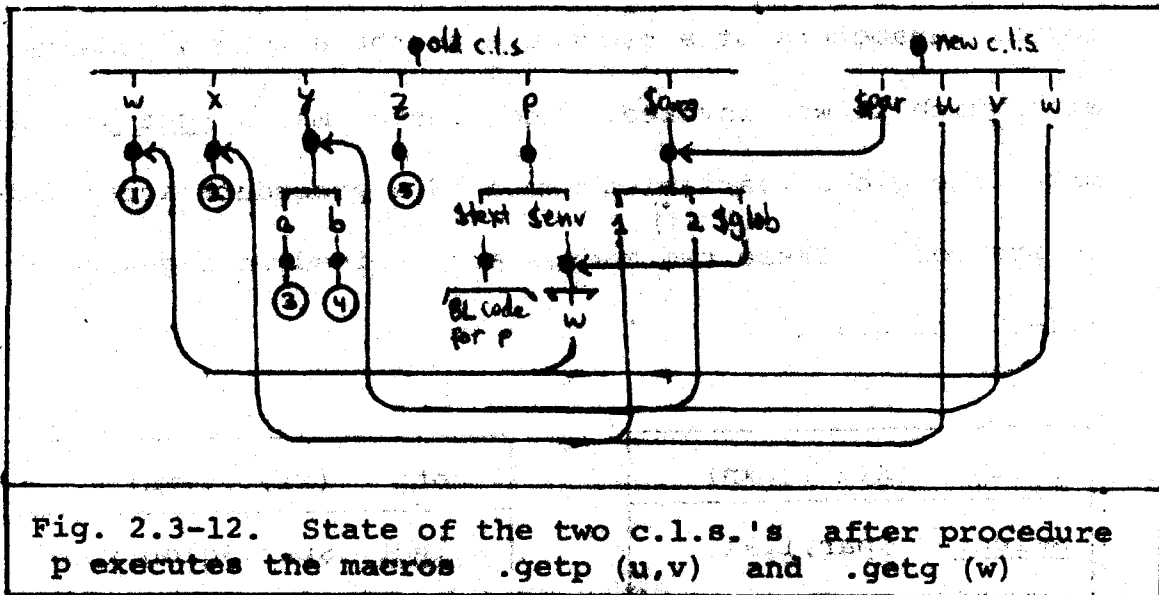 old c.l.s. new c.l.s.
w x y z p $arg $par u v w
1 2 5
a b $text $env 1 2 $glob
3 4 BL code w
for p
Fig. 2.3-12. State of the two c.l.s.'s after procedure
p executes the macros .getp (u,v) and .getg (w)